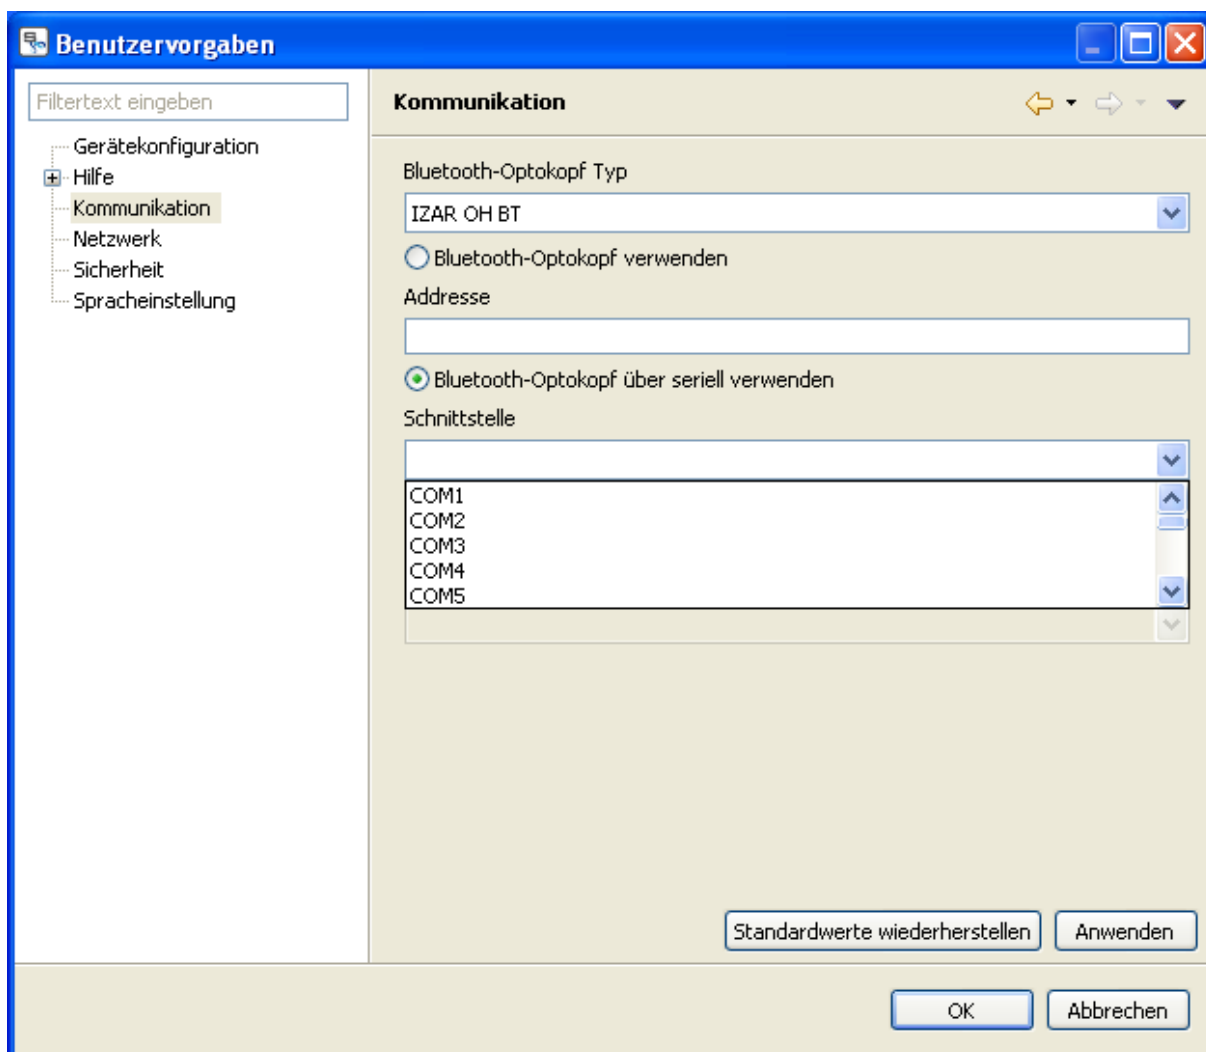 Benutzervorgaben
Filtertext eingeben
Gerätekonfiguration
Hilfe
Kommunikation
Netzwerk
Sicherheit
Spracheinstellung
Kommunikation
Bluetooth-Optokopf Typ
IZAR OH BT
Bluetooth-Optokopf verwenden
Addresse
Bluetooth-Optokopf über seriell verwenden
Schnittstelle
COM1
COM2
COM3
COM4
COM5
Standardwerte wiederherstellen
Anwenden
OK
Abbrechen